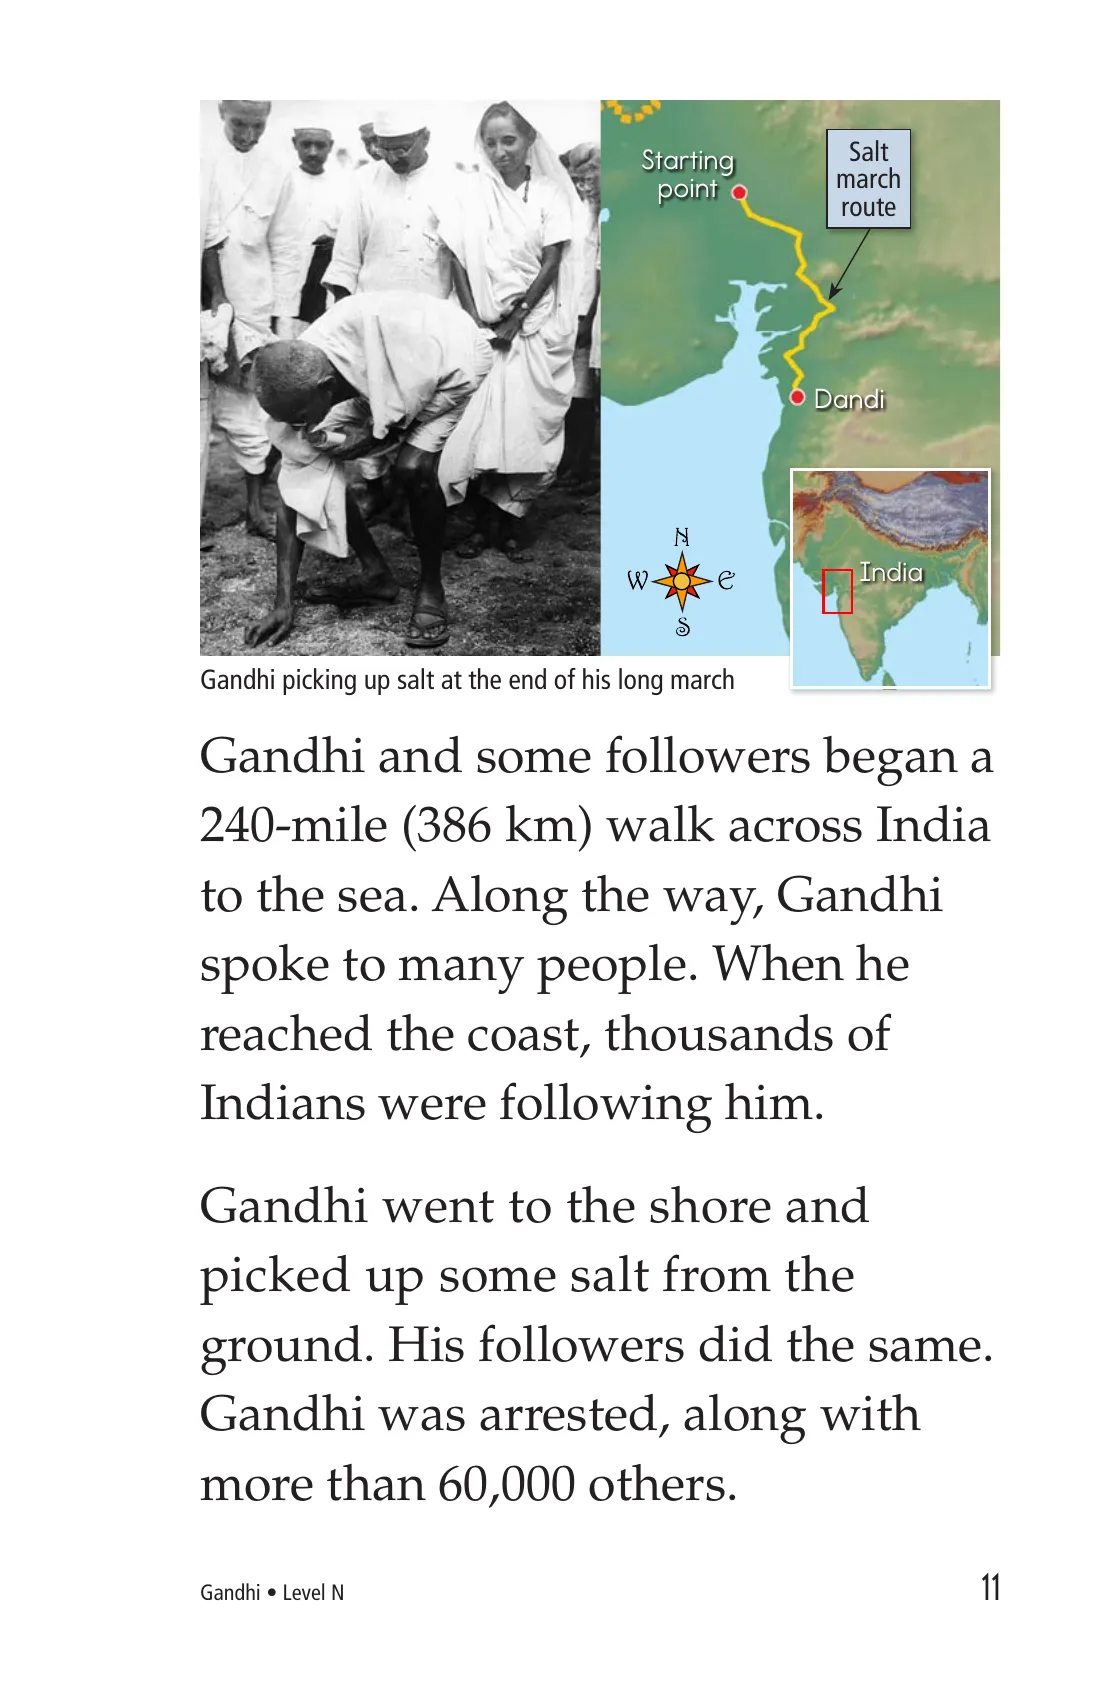 Starting
point
Salt
march
route
Dandi
N
W E
S
India
Gandhi picking up salt at the end of his long march
Gandhi and some followers began a
240-mile (386 km) walk across India
to the sea. Along the way, Gandhi
spoke to many people. When he
reached the coast, thousands of
Indians were following him.
Gandhi went to the shore and
picked up some salt from the
ground. His followers did the same.
Gandhi was arrested, along with
more than 60,000 others.
Gandhi • Level N
11